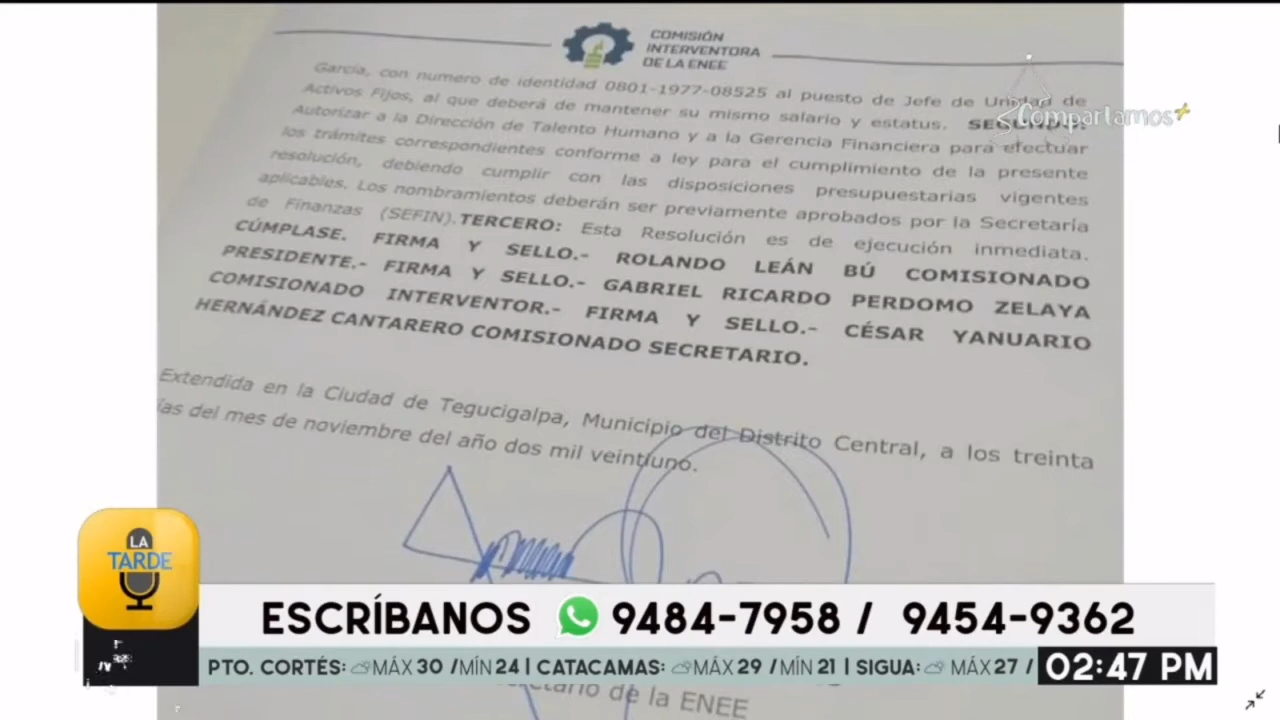 COMISIÓN
INTERVENTORA
DE LA ENEE
García, con numero de identidad 0801-1977-08525 al puesto de Jefe de Unidad de
Activos Fijos, al que deberá de mantener su mismo salario y estatus. SEGUNDO:
Compartamos+
Autorizar a la Dirección de Talento Humano y a la Gerencia Financiera para efectuar
los trámites correspondientes conforme a ley para el cumplimiento de la presente
resolución, debiendo cumplir con las disposiciones presupuestarias vigentes
aplicables. Los nombramientos deberán ser previamente aprobados por la Secretaría
de Finanzas (SEFIN).TERCERO: Esta Resolución es de ejecución inmediata.
CÚMPLASE. FIRMA Y SELLO.- ROLANDO LEÁN BÚ COMISIONADO
PRESIDENTE.- FIRMA Y SELLO.- GABRIEL RICARDO PERDOMO ZELAYA
COMISIONADO INTERVENTOR.- FIRMA Y SELLO.- CÉSAR YANUARIO
HERNÁNDEZ CANTARERO COMISIONADO SECRETARIO.
Extendida en la Ciudad de Tegucigalpa, Municipio del Distrito Central, a los treinta
ías del mes de noviembre del año dos mil veintiuno.
LA
TARDE
ESCRÍBANOS 9484-7958 / 9454-9362
PTO. CORTÉS: MÁX 30 /MÍN 24 | CATACAMAS: MÁX 29 /MÍN 21 | SIGUA: MÁX 27 /
02:47 PM
de la ENEE